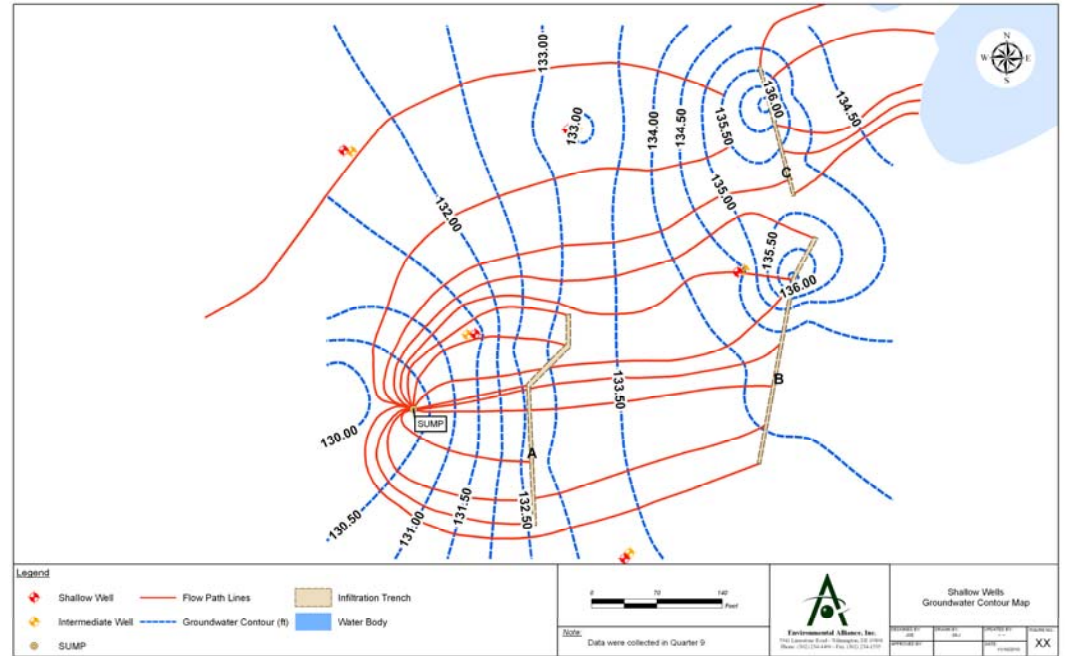 N
W
E
S
133.00
136.00
134.50
135.50
133.00
134.00
134.50
C
135.00
132.00
135.50
136.00
133.50
B
SUMP
130.00
A
132.50
131.50
131.00
130.50
Legend
Shallow Well
Flow Path Lines
Infiltration Trench
Intermediate Well
Groundwater Contour (ft)
Water Body
SUMP
0 70 140
Feet
Note:
Data were collected in Quarter 9
Environmental Alliance, Inc.
Shallow Wells
Groundwater Contour Map
XX